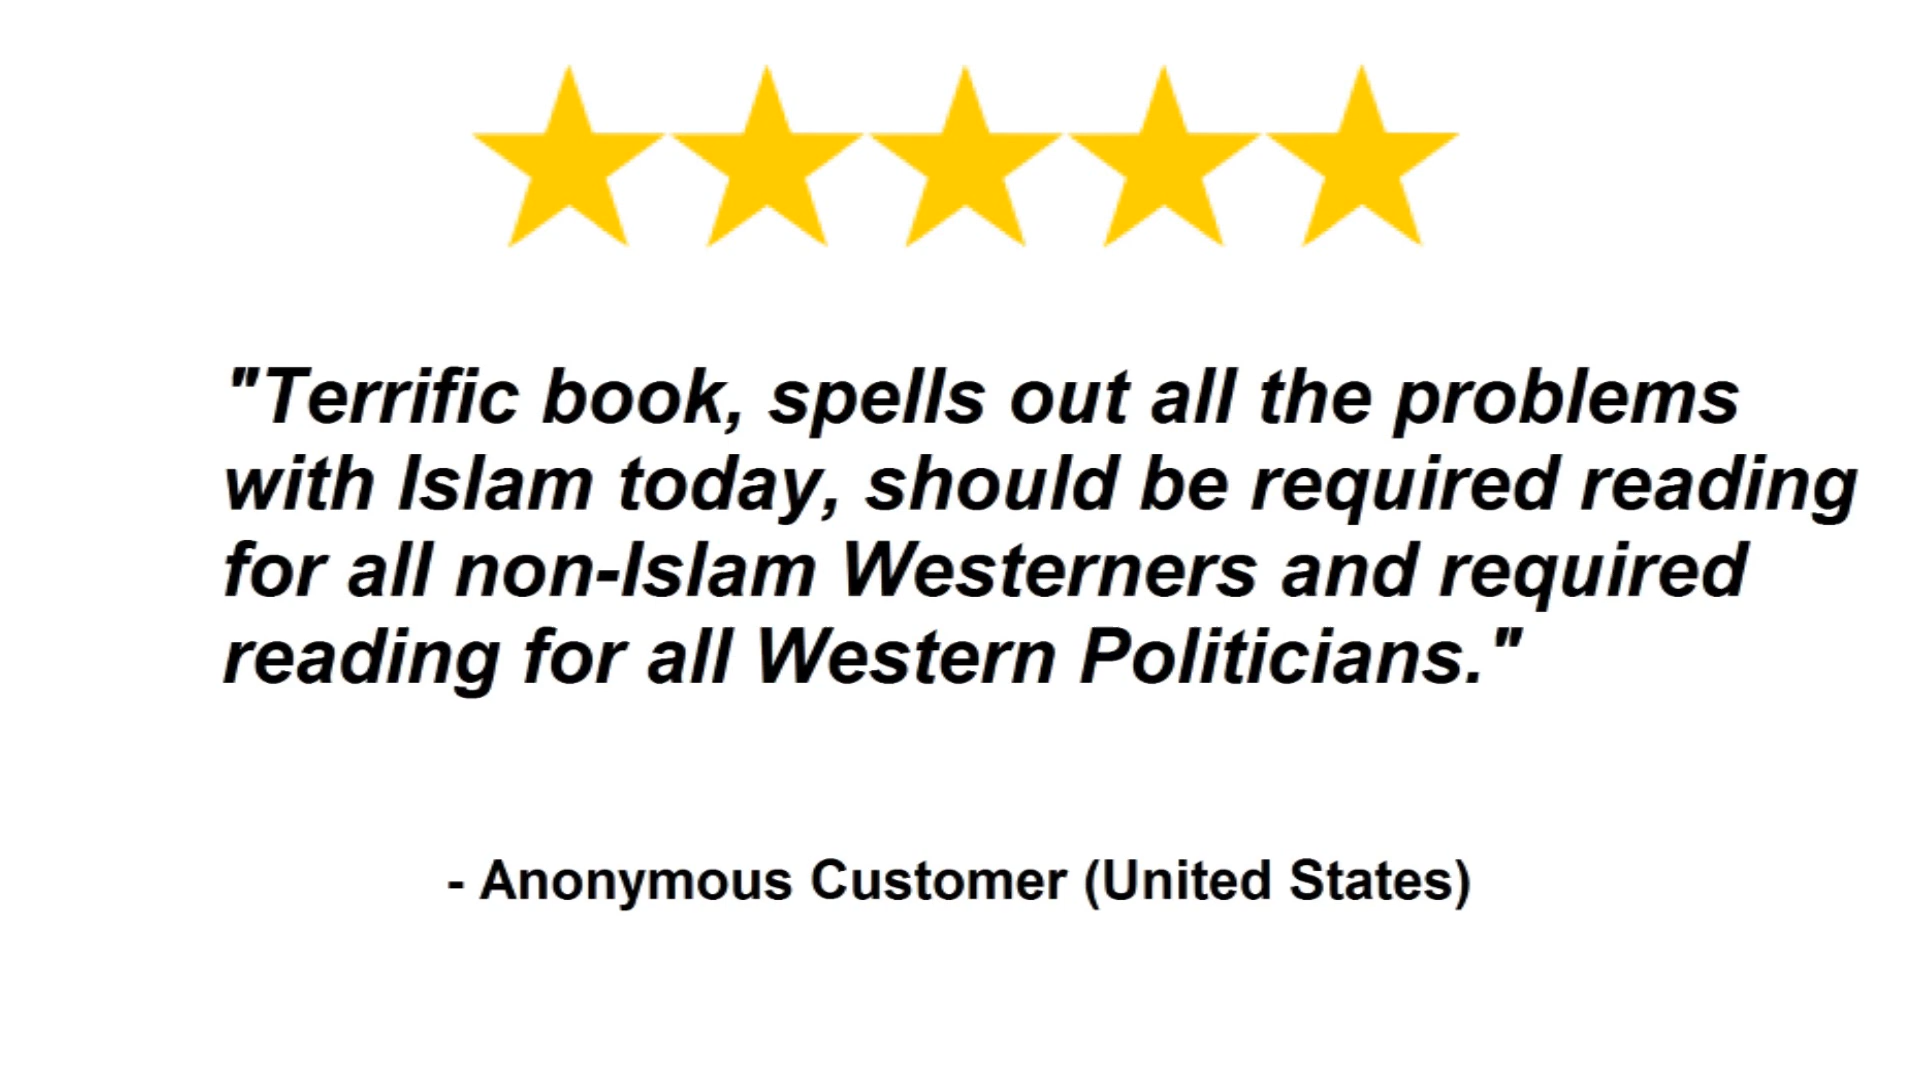 "Terrific book, spells out all the problems
with Islam today, should be required reading
for all non-Islam Westerners and required
reading for all Western Politicians."
- Anonymous Customer (United States)